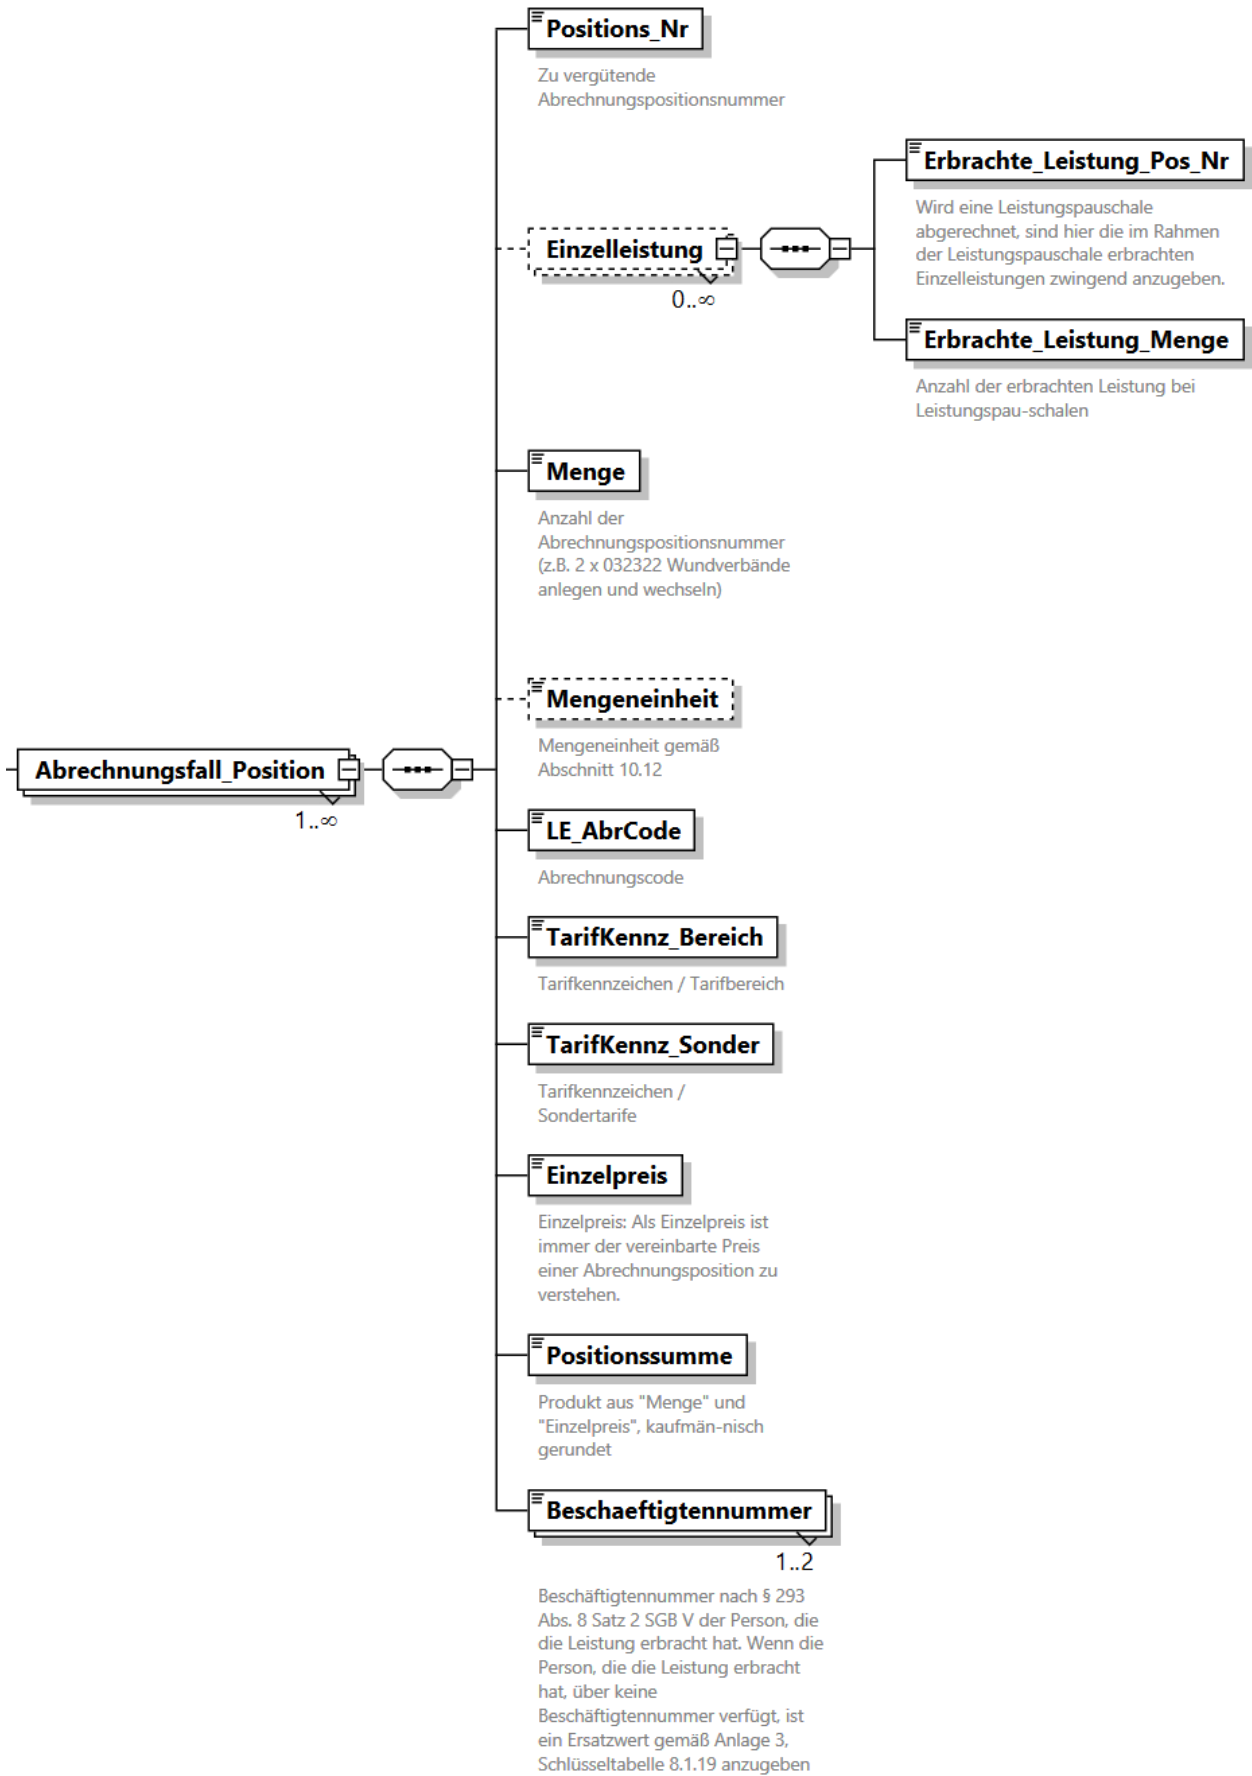 Positions_Nr
Zu vergütende
Abrechnungspositionsnummer
Erbrachte_Leistung_Pos_Nr
Wird eine Leistungspauschale
abgerechnet, sind hier die im Rahmen
der Leistungspauschale erbrachten
Einzelleistungen zwingend anzugeben.
Einzelleistung
0..∞
Erbrachte_Leistung_Menge
Anzahl der erbrachten Leistung bei
Leistungspau-schalen
Menge
Anzahl der
Abrechnungspositionsnummer
(z.B. 2 x 032322 Wundverbände
anlegen und wechseln)
Mengeneinheit
Mengeneinheit gemäß
Abschnitt 10.12
Abrechnungsfall_Position
1..∞
LE_AbrCode
Abrechnungscode
TarifKennz_Bereich
Tarifkennzeichen / Tarifbereich
TarifKennz_Sonder
Tarifkennzeichen /
Sondertarife
Einzelpreis
Einzelpreis: Als Einzelpreis ist
immer der vereinbarte Preis
einer Abrechnungsposition zu
verstehen.
Positionssumme
Produkt aus "Menge" und
"Einzelpreis", kaufmän-nisch
gerundet
Beschaeftigtennummer
1..2
Beschäftigtennummer nach § 293
Abs. 8 Satz 2 SGB V der Person, die
die Leistung erbracht hat. Wenn die
Person, die die Leistung erbracht
hat, über keine
Beschäftigtennummer verfügt, ist
ein Ersatzwert gemäß Anlage 3,
Schlüsseltabelle 8.1.19 anzugeben